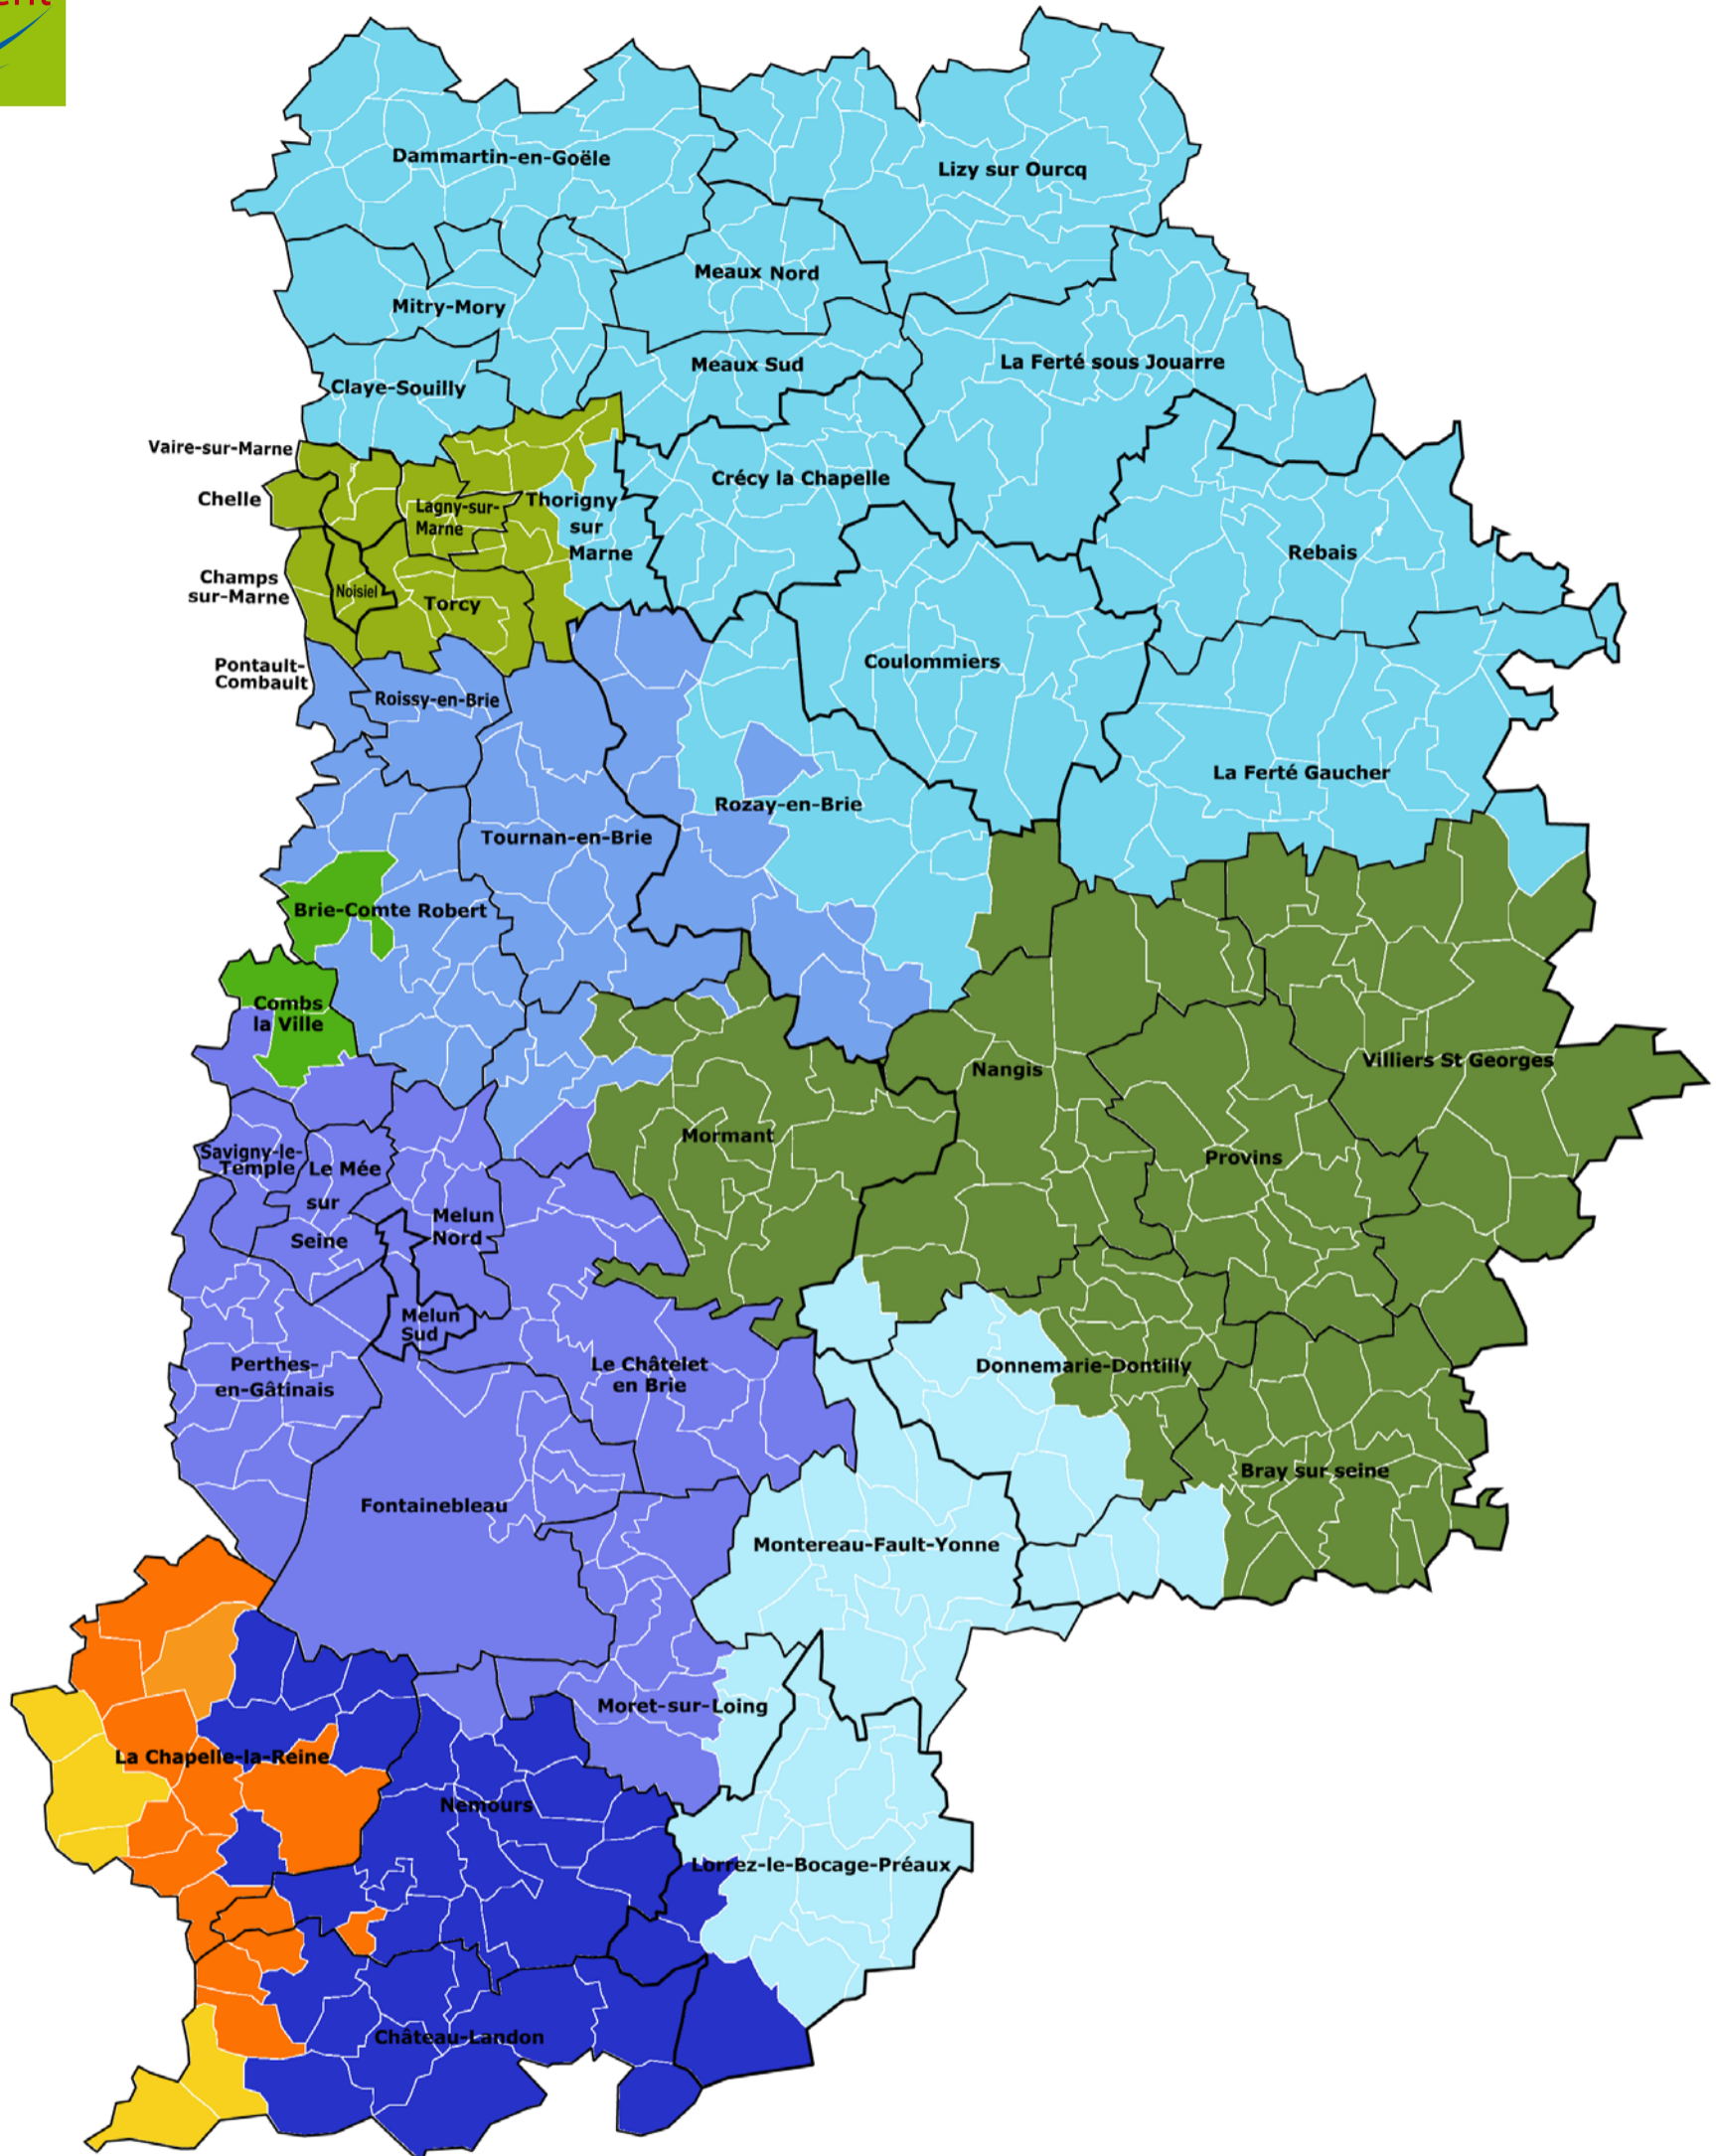 Dammartin-en-Goële
Lizy sur Ourcq
Meaux Nord
Mitry-Mory
Meaux Sud
La Ferté sous Jouarre
Claye-Souilly
Vaire-sur-Marne
Crécy la Chapelle
Chelle
Lagny-sur-
Marne
Thorigny
sur
Marne
Rebais
Champs
sur-Marne
Noisiel
Torcy
Pontault-
Combault
Coulommiers
Roissy-en-Brie
La Ferté Gaucher
Rozay-en-Brie
Tournan-en-Brie
Brie-Comte Robert
Combs
la Ville
Nangis
Villiers St Georges
Mormant
Provins
Savigny-le-
Temple
Le Mée
sur
Seine
Melun
Nord
Melun
Sud
Perthes-
en-Gâtinais
Le Châtelet
en Brie
Donnemarie-Dontilly
Bray sur seine
Fontainebleau
Montereau-Fault-Yonne
Moret-sur-Loing
La Chapelle-la-Reine
Nemours
Lorrez-le-Bocage-Préaux
Château-Landon